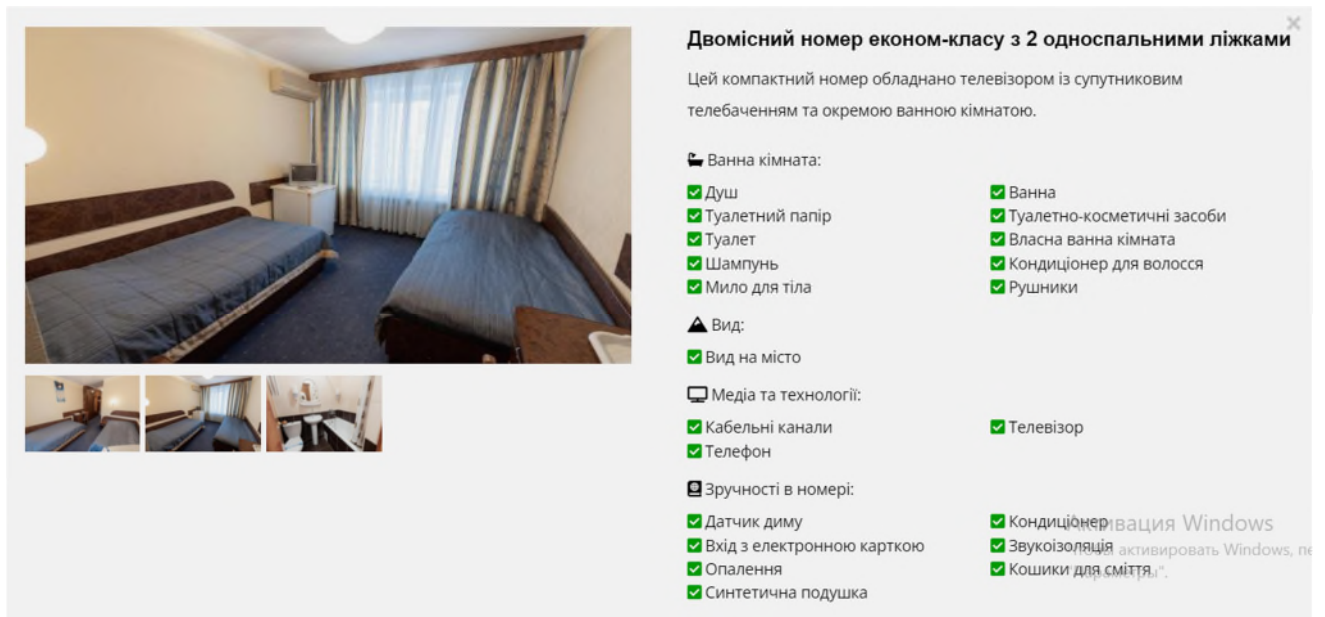 Двомісний номер економ-класу з 2 односпальними ліжками
Цей компактний номер обладнано телевізором із супутниковим
телебаченням та окремою ванною кімнатою.
Ванна кімната:
Душ
Ванна
Туалетний папір
Туалетно-косметичні засоби
Туалет
Власна ванна кімната
Шампунь
Кондиціонер для волосся
Мило для тіла
Рушники
Вид:
Вид на місто
Медіа та технології:
Кабельні канали
Телевізор
Телефон
Зручності в номері:
Датчик диму
Кондиціонер
Вхід з електронною карткою
Звукоізоляція
Опалення
Кошики для сміття
Синтетична подушка
Активация Windows
Чтобы активировать Windows, пе
"Параметры".